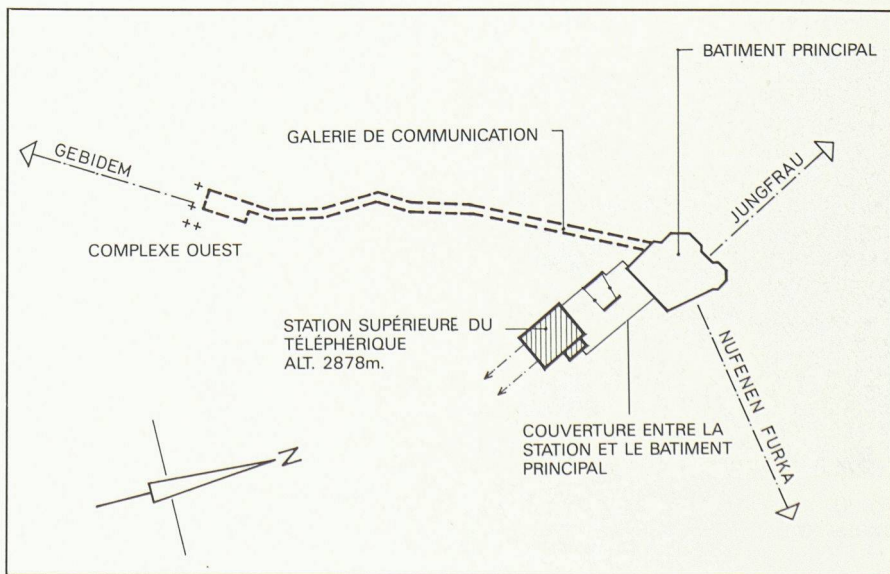 BATIMENT PRINCIPAL
GALERIE DE COMMUNICATION
GEBIDEM
JUNGFRAU
COMPLEXE OUEST
STATION SUPÉRIEURE DU
TÉLÉPHÉRIQUE
ALT. 2878m.
NUFENEN FURKA
COUVERTURE ENTRE LA
STATION ET LE BATIMENT
PRINCIPAL
N